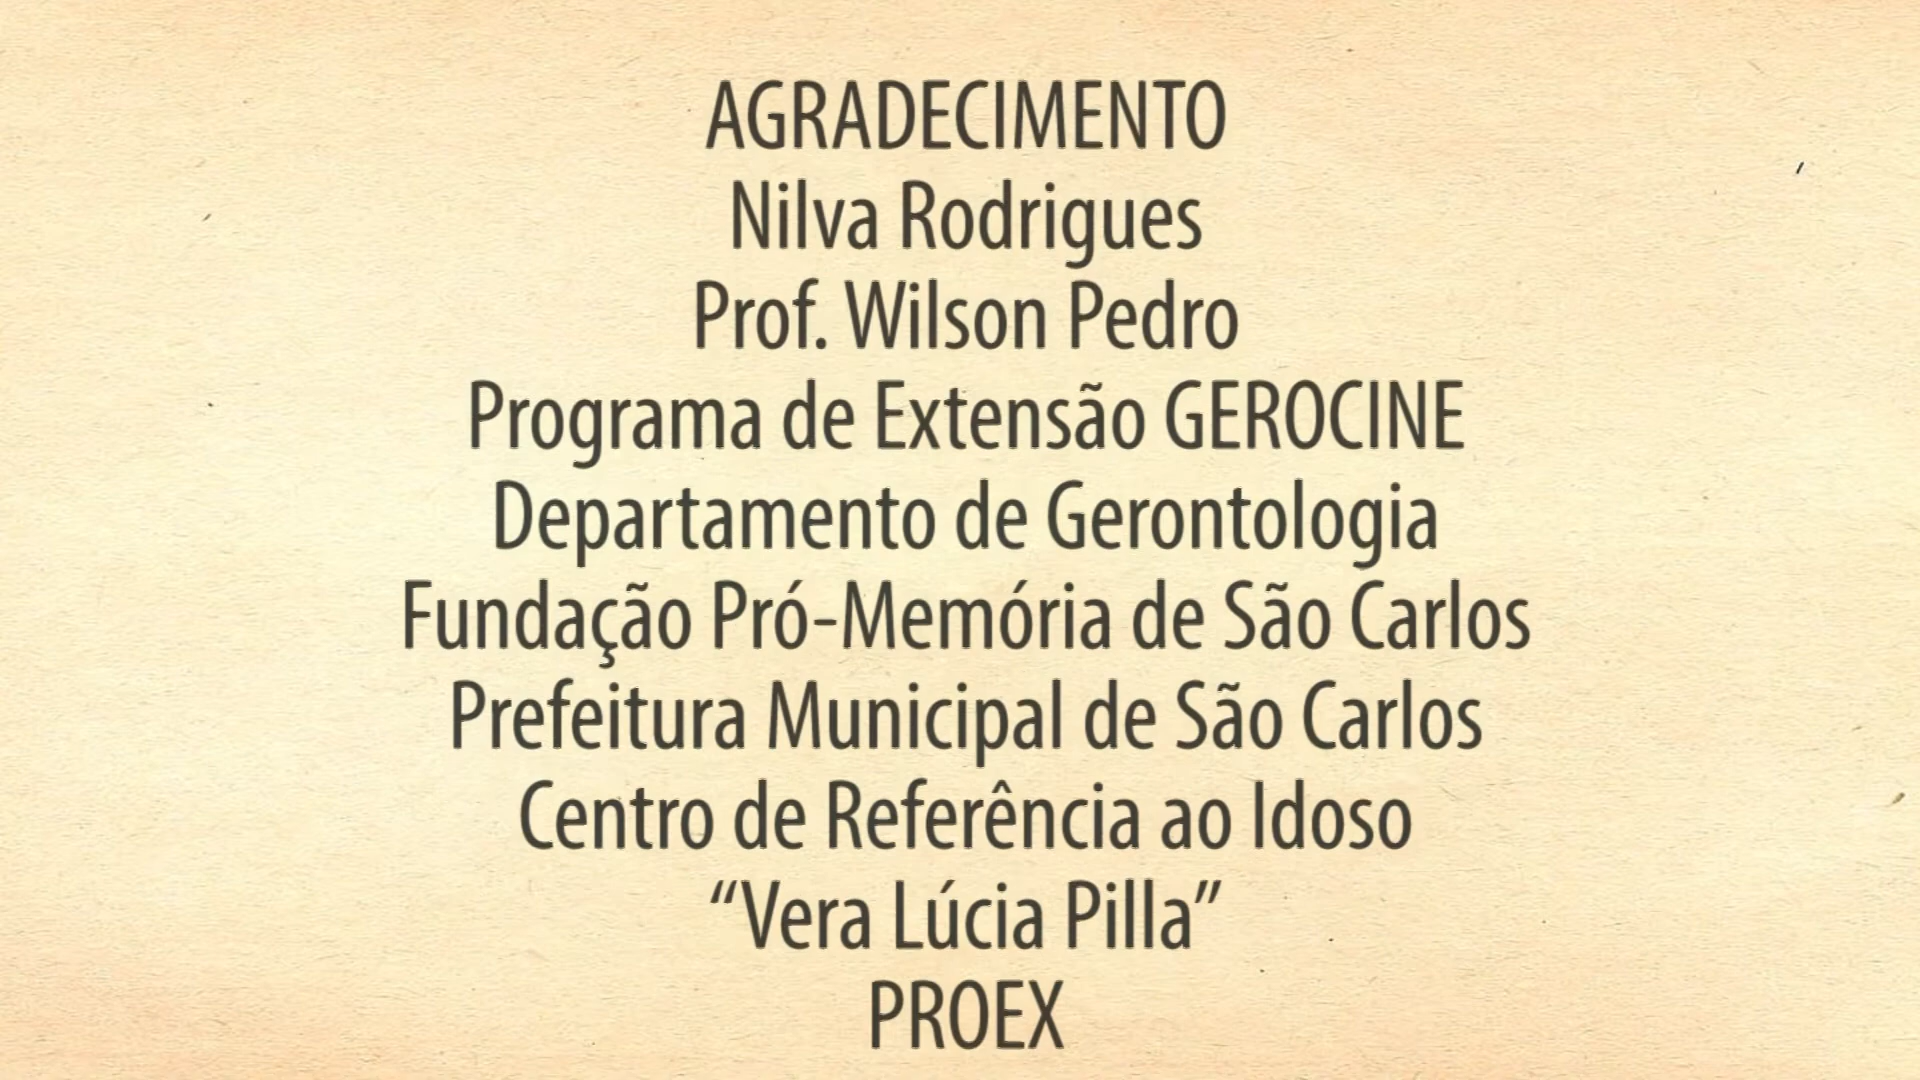 AGRADECIMENTO
Nilva Rodrigues
Prof. Wilson Pedro
Programa de Extensão GEROCINE
Departamento de Gerontologia
Fundação Pró-Memória de São Carlos
Prefeitura Municipal de São Carlos
Centro de Referência ao Idoso
“Vera Lúcia Pilla”
PROEX